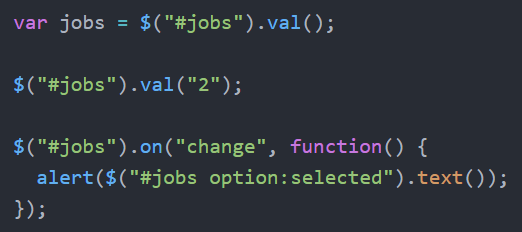 var jobs = $("#jobs").val();
$("#jobs").val("2");
$("#jobs").on("change", function() {
  alert($("#jobs option:selected").text());
});